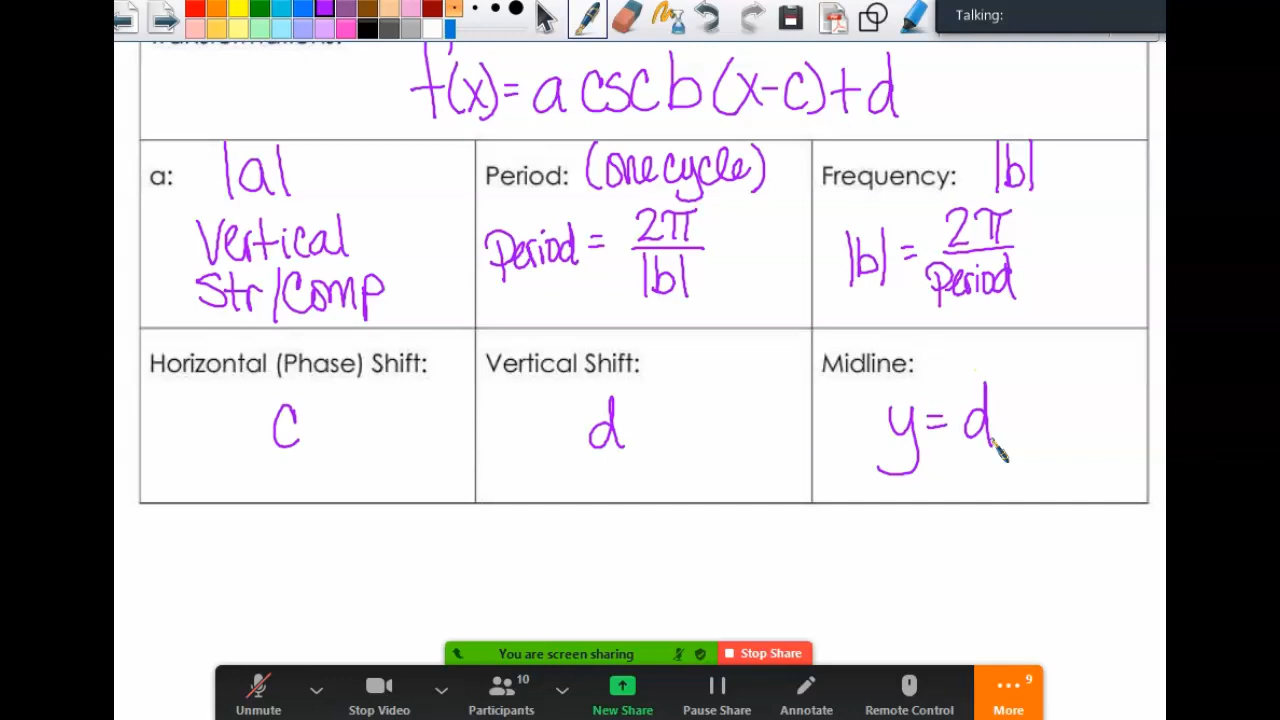 Talking:
Transformations:
f(x) = a csc b (x-c) + d
a: |a|
Vertical
Str/Comp
Period: (one cycle)
Period = 2π / |b|
Frequency: |b|
|b| = 2π / Period
Horizontal (Phase) Shift:
c
Vertical Shift:
d
Midline:
y = d
You are screen sharing
Stop Share
Unmute
Stop Video
10
Participants
New Share
Pause Share
Annotate
Remote Control
9
More